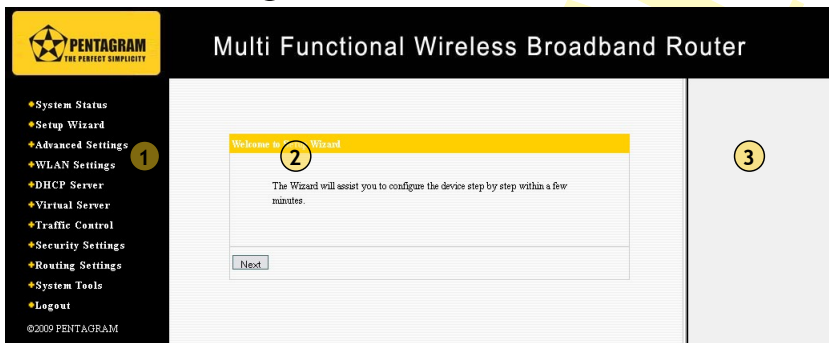 PENTAGRAM
THE PERFECT SIMPLICITY
Multi Functional Wireless Broadband Router
System Status
Setup Wizard
Advanced Settings
WLAN Settings
DHCP Server
Virtual Server
Traffic Control
Security Settings
Routing Settings
System Tools
Logout
©2009 PENTAGRAM
1
Welcome to Wizard
2
The Wizard will assist you to configure the device step by step within a few
minutes.
Next
3